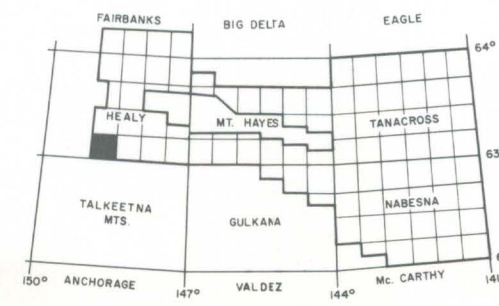 FAIRBANKS
BIG DELTA
EAGLE
64°
HEALY
MT. HAYES
TANACROSS
63
TALKEETNA
MTS.
GULKANA
NABESNA
150°
ANCHORAGE
147°
VALDEZ
144°
Mc. CARTHY